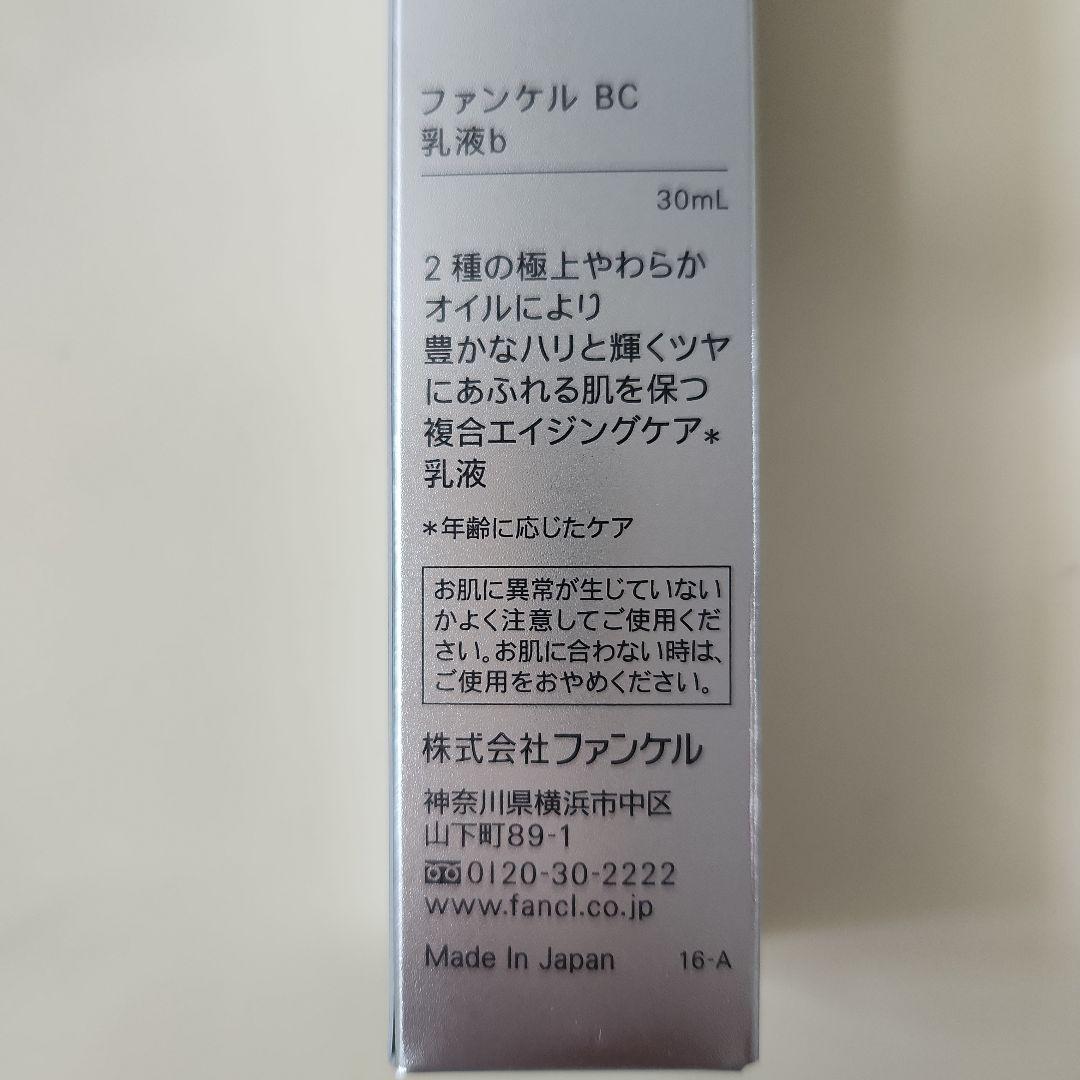 ファンケル BC
乳液b
30mL
2種の極上やわらか
オイルにより
豊かなハリと輝くツヤ
にあふれる肌を保つ
複合エイジングケア*
乳液
*年齢に応じたケア
お肌に異常が生じていない
かよく注意してご使用くだ
さい。お肌に合わない時は、
ご使用をおやめください。
株式会社ファンケル
神奈川県横浜市中区
山下町89-1
0120-30-2222
www.fancl.co.jp
Made In Japan 16-A